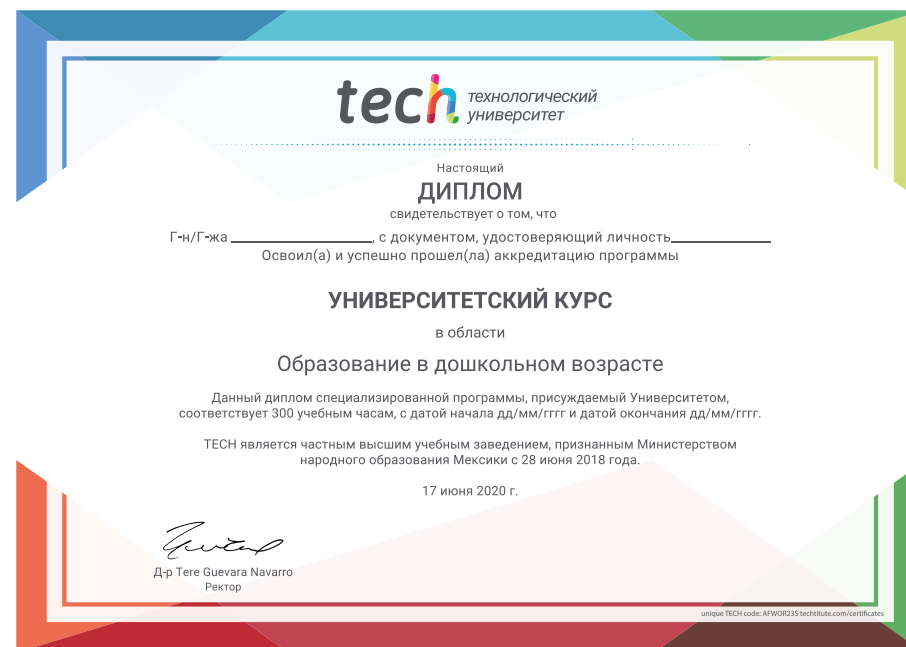 tech технологический
университет
Настоящий
ДИПЛОМ
свидетельствует о том, что
Г-н/Г-жа ____________________, с документом, удостоверяющий личность______________
Освоил(а) и успешно прошел(ла) аккредитацию программы
УНИВЕРСИТЕТСКИЙ КУРС
в области
Образование в дошкольном возрасте
Данный диплом специализированной программы, присуждаемый Университетом,
соответствует 300 учебным часам, с датой начала дд/мм/гггг и датой окончания дд/мм/гггг.
TECH является частным высшим учебным заведением, признанным Министерством
народного образования Мексики с 28 июня 2018 года.
17 июня 2020 г.
Д-р Tere Guevara Navarro
Ректор
unique TECH code: AFWOR23S techtitute.com/certificates